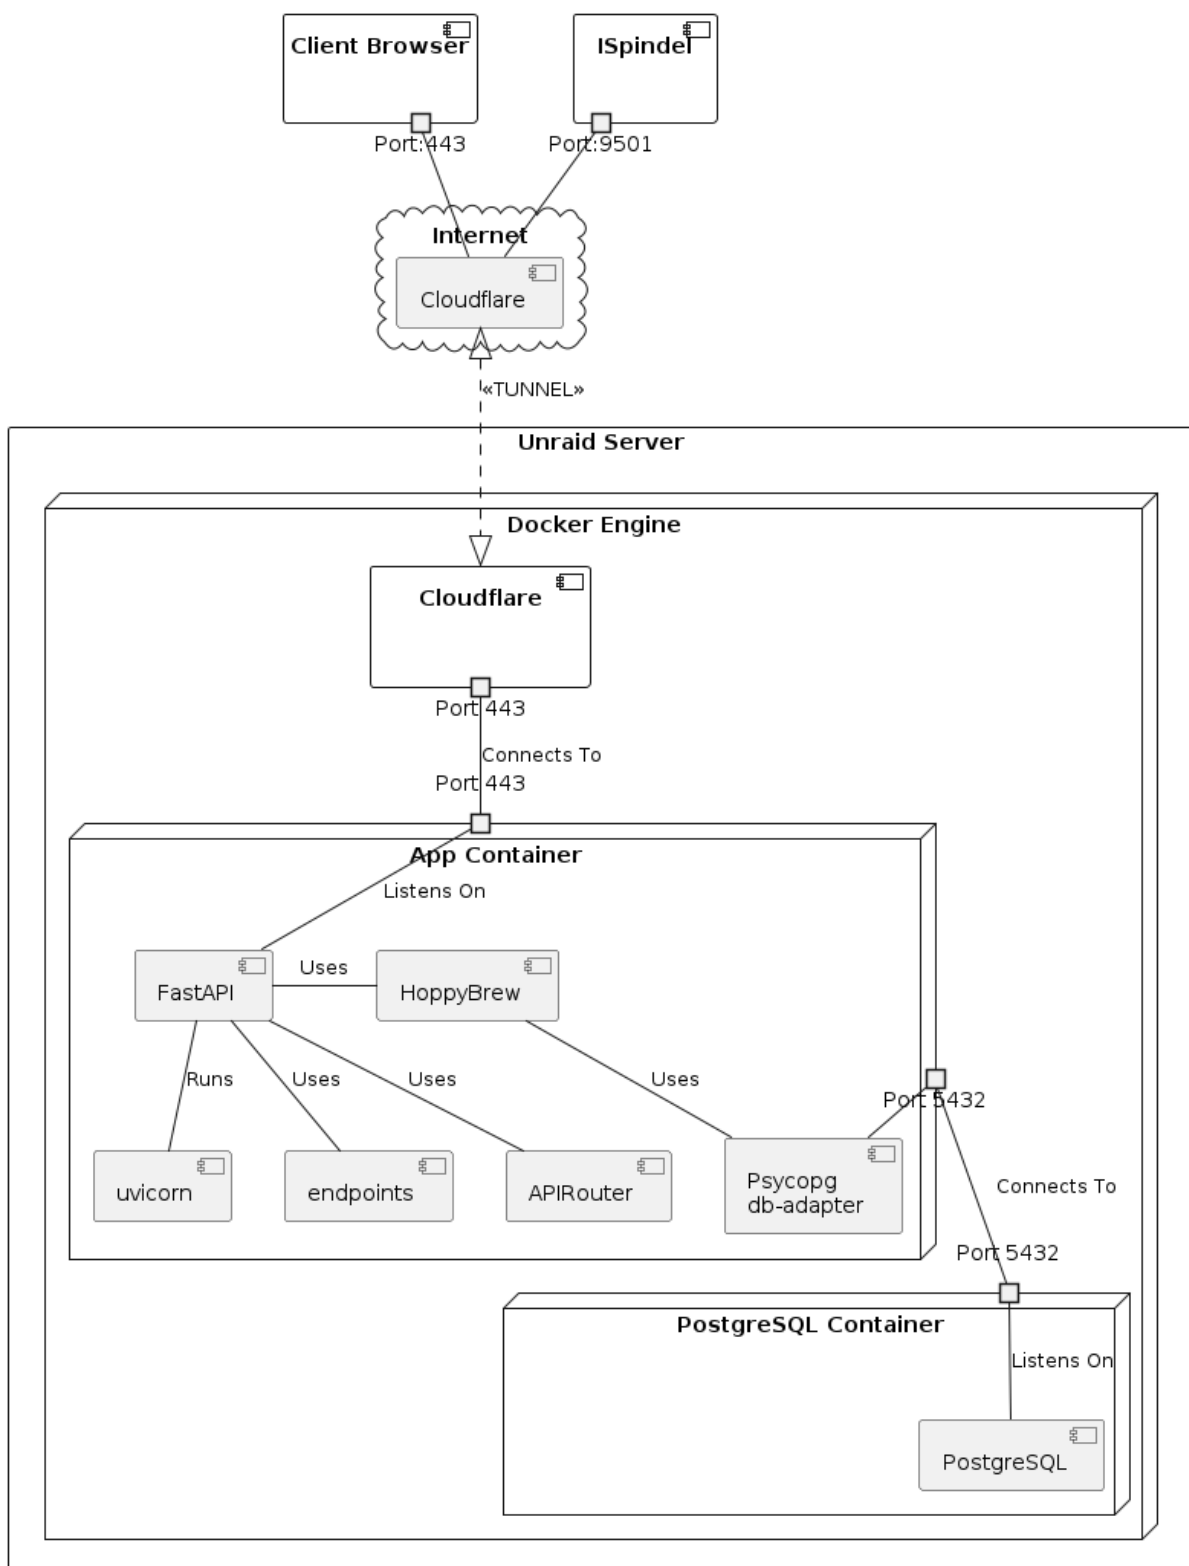 Client Browser
ISpindel
Port:443
Port:9501
Internet
Cloudflare
«TUNNEL»
Unraid Server
Docker Engine
Cloudflare
Port 443
Connects To
Port 443
App Container
Listens On
FastAPI
Uses
HoppyBrew
Runs
Uses
Uses
Uses
Port 5432
uvicorn
endpoints
APIRouter
Psycopg
db-adapter
Connects To
Port 5432
PostgreSQL Container
Listens On
PostgreSQL